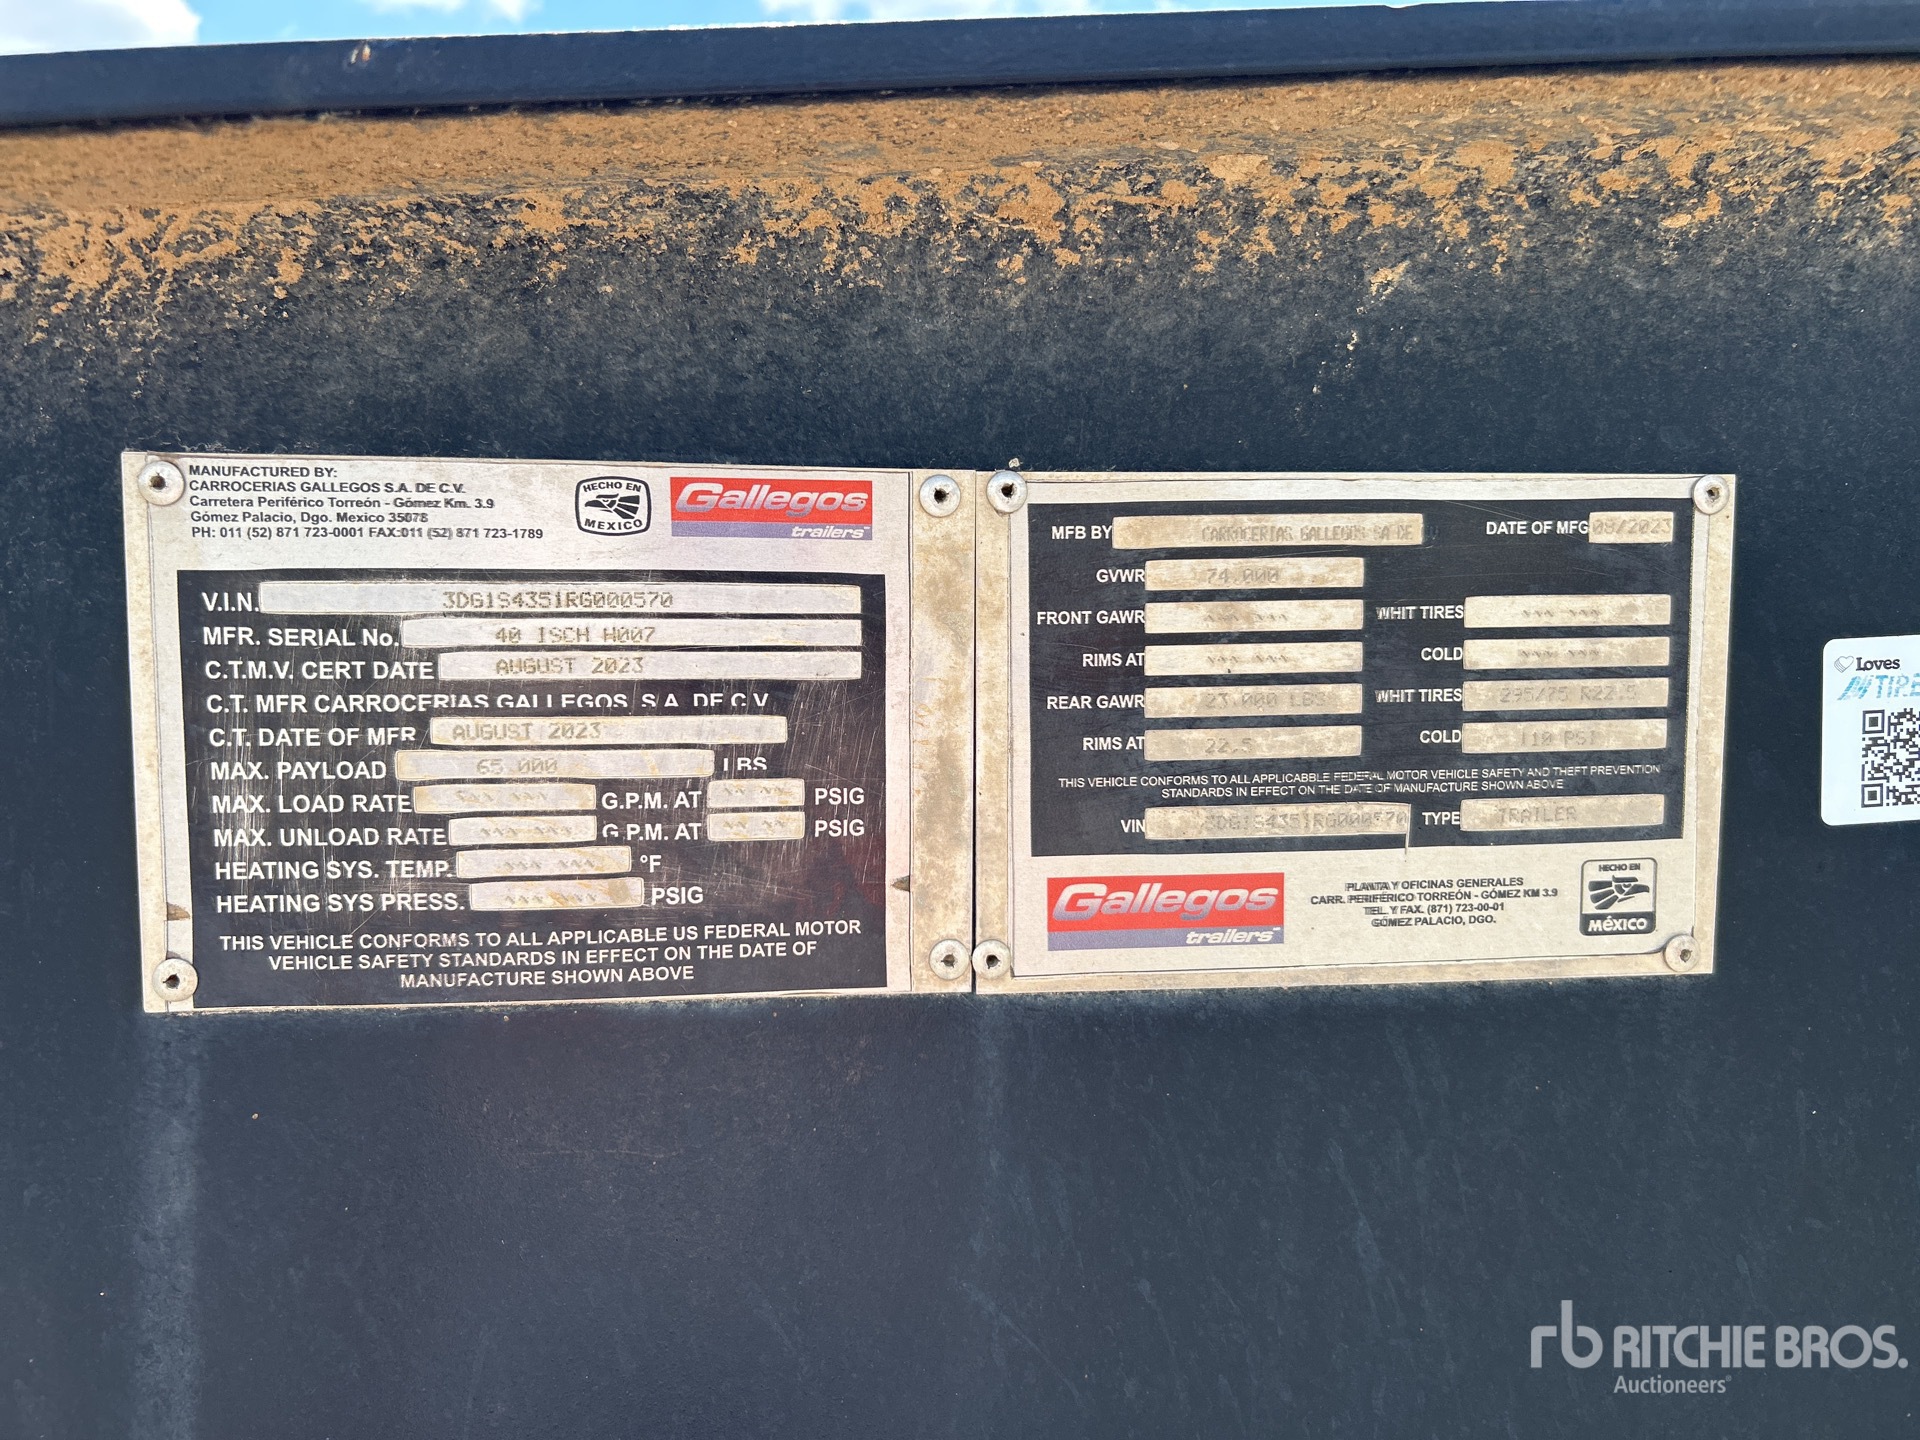 MANUFACTURED BY:
CARROCERIAS GALLEGOS S.A. DE C.V.
Carretera Periférico Torreón - Gómez Km. 3.9
Gómez Palacio, Dgo. Mexico 35078
PH: 011 (52) 871 723-0001 FAX:011 (52) 871 723-1789
HECHO EN
MEXICO
Gallegos
trailers
V.I.N. 3DG1S4351RG000570
MFR. SERIAL No. 40 ISCH H007
C.T.M.V. CERT DATE AUGUST 2023
C.T. MFR CARROCERIAS GALLEGOS S.A. DE C.V
C.T. DATE OF MFR AUGUST 2023
MAX. PAYLOAD 65.000 LBS
MAX. LOAD RATE G.P.M. AT PSIG
MAX. UNLOAD RATE G.P.M. AT PSIG
HEATING SYS. TEMP. °F
HEATING SYS PRESS. PSIG
THIS VEHICLE CONFORMS TO ALL APPLICABLE US FEDERAL MOTOR
VEHICLE SAFETY STANDARDS IN EFFECT ON THE DATE OF
MANUFACTURE SHOWN ABOVE
MFB BY CARROCERIAS GALLEGOS SA DE DATE OF MFG 08/2023
GVWR 74.000
FRONT GAWR WHIT TIRES
RIMS AT COLD
REAR GAWR 23.000 LBS WHIT TIRES 295/75 R22.5
RIMS AT 22.5 COLD 110 PSI
THIS VEHICLE CONFORMS TO ALL APPLICABBLE FEDERAL MOTOR VEHICLE SAFETY AND THEFT PREVENTION
STANDARDS IN EFFECT ON THE DATE OF MANUFACTURE SHOWN ABOVE
VIN 3DG1S4351RG000570 TYPE TRAILER
Gallegos
trailers
PLANTA Y OFICINAS GENERALES
CARR. PERIFÉRICO TORREÓN - GÓMEZ KM 3.9
TEL. Y FAX. (871) 723-00-01
GÓMEZ PALACIO, DGO.
HECHO EN
MÉXICO
Loves
TIRE
rb RITCHIE BROS.
Auctioneers